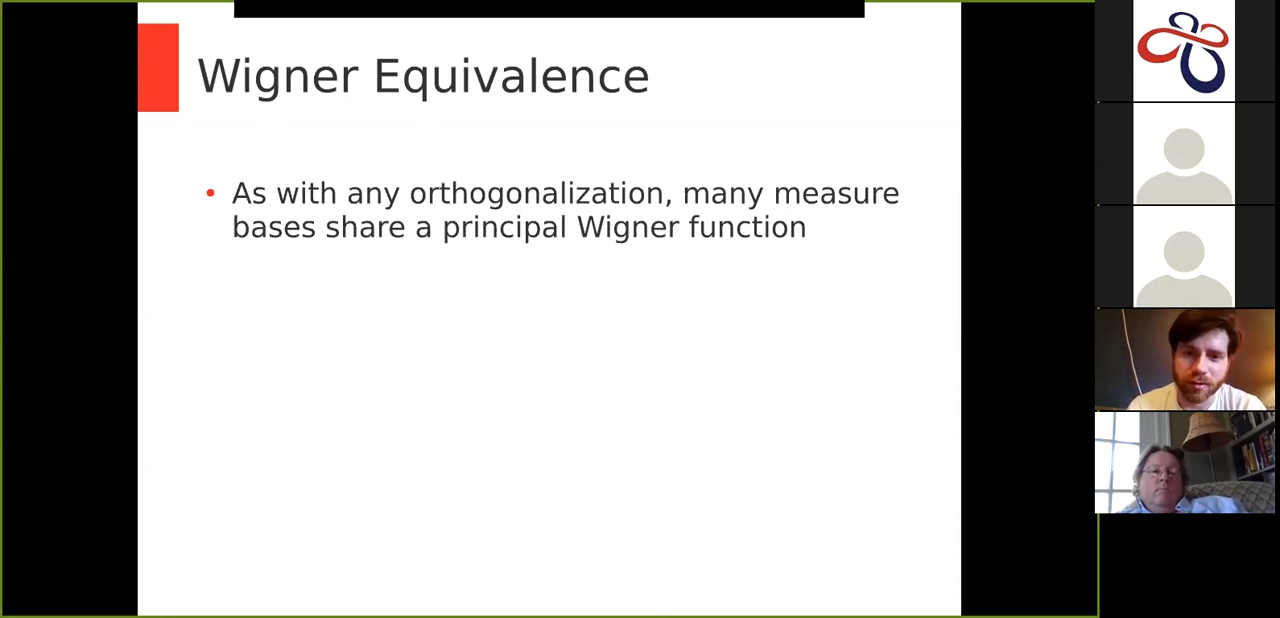 Wigner Equivalence
As with any orthogonalization, many measure
bases share a principal Wigner function